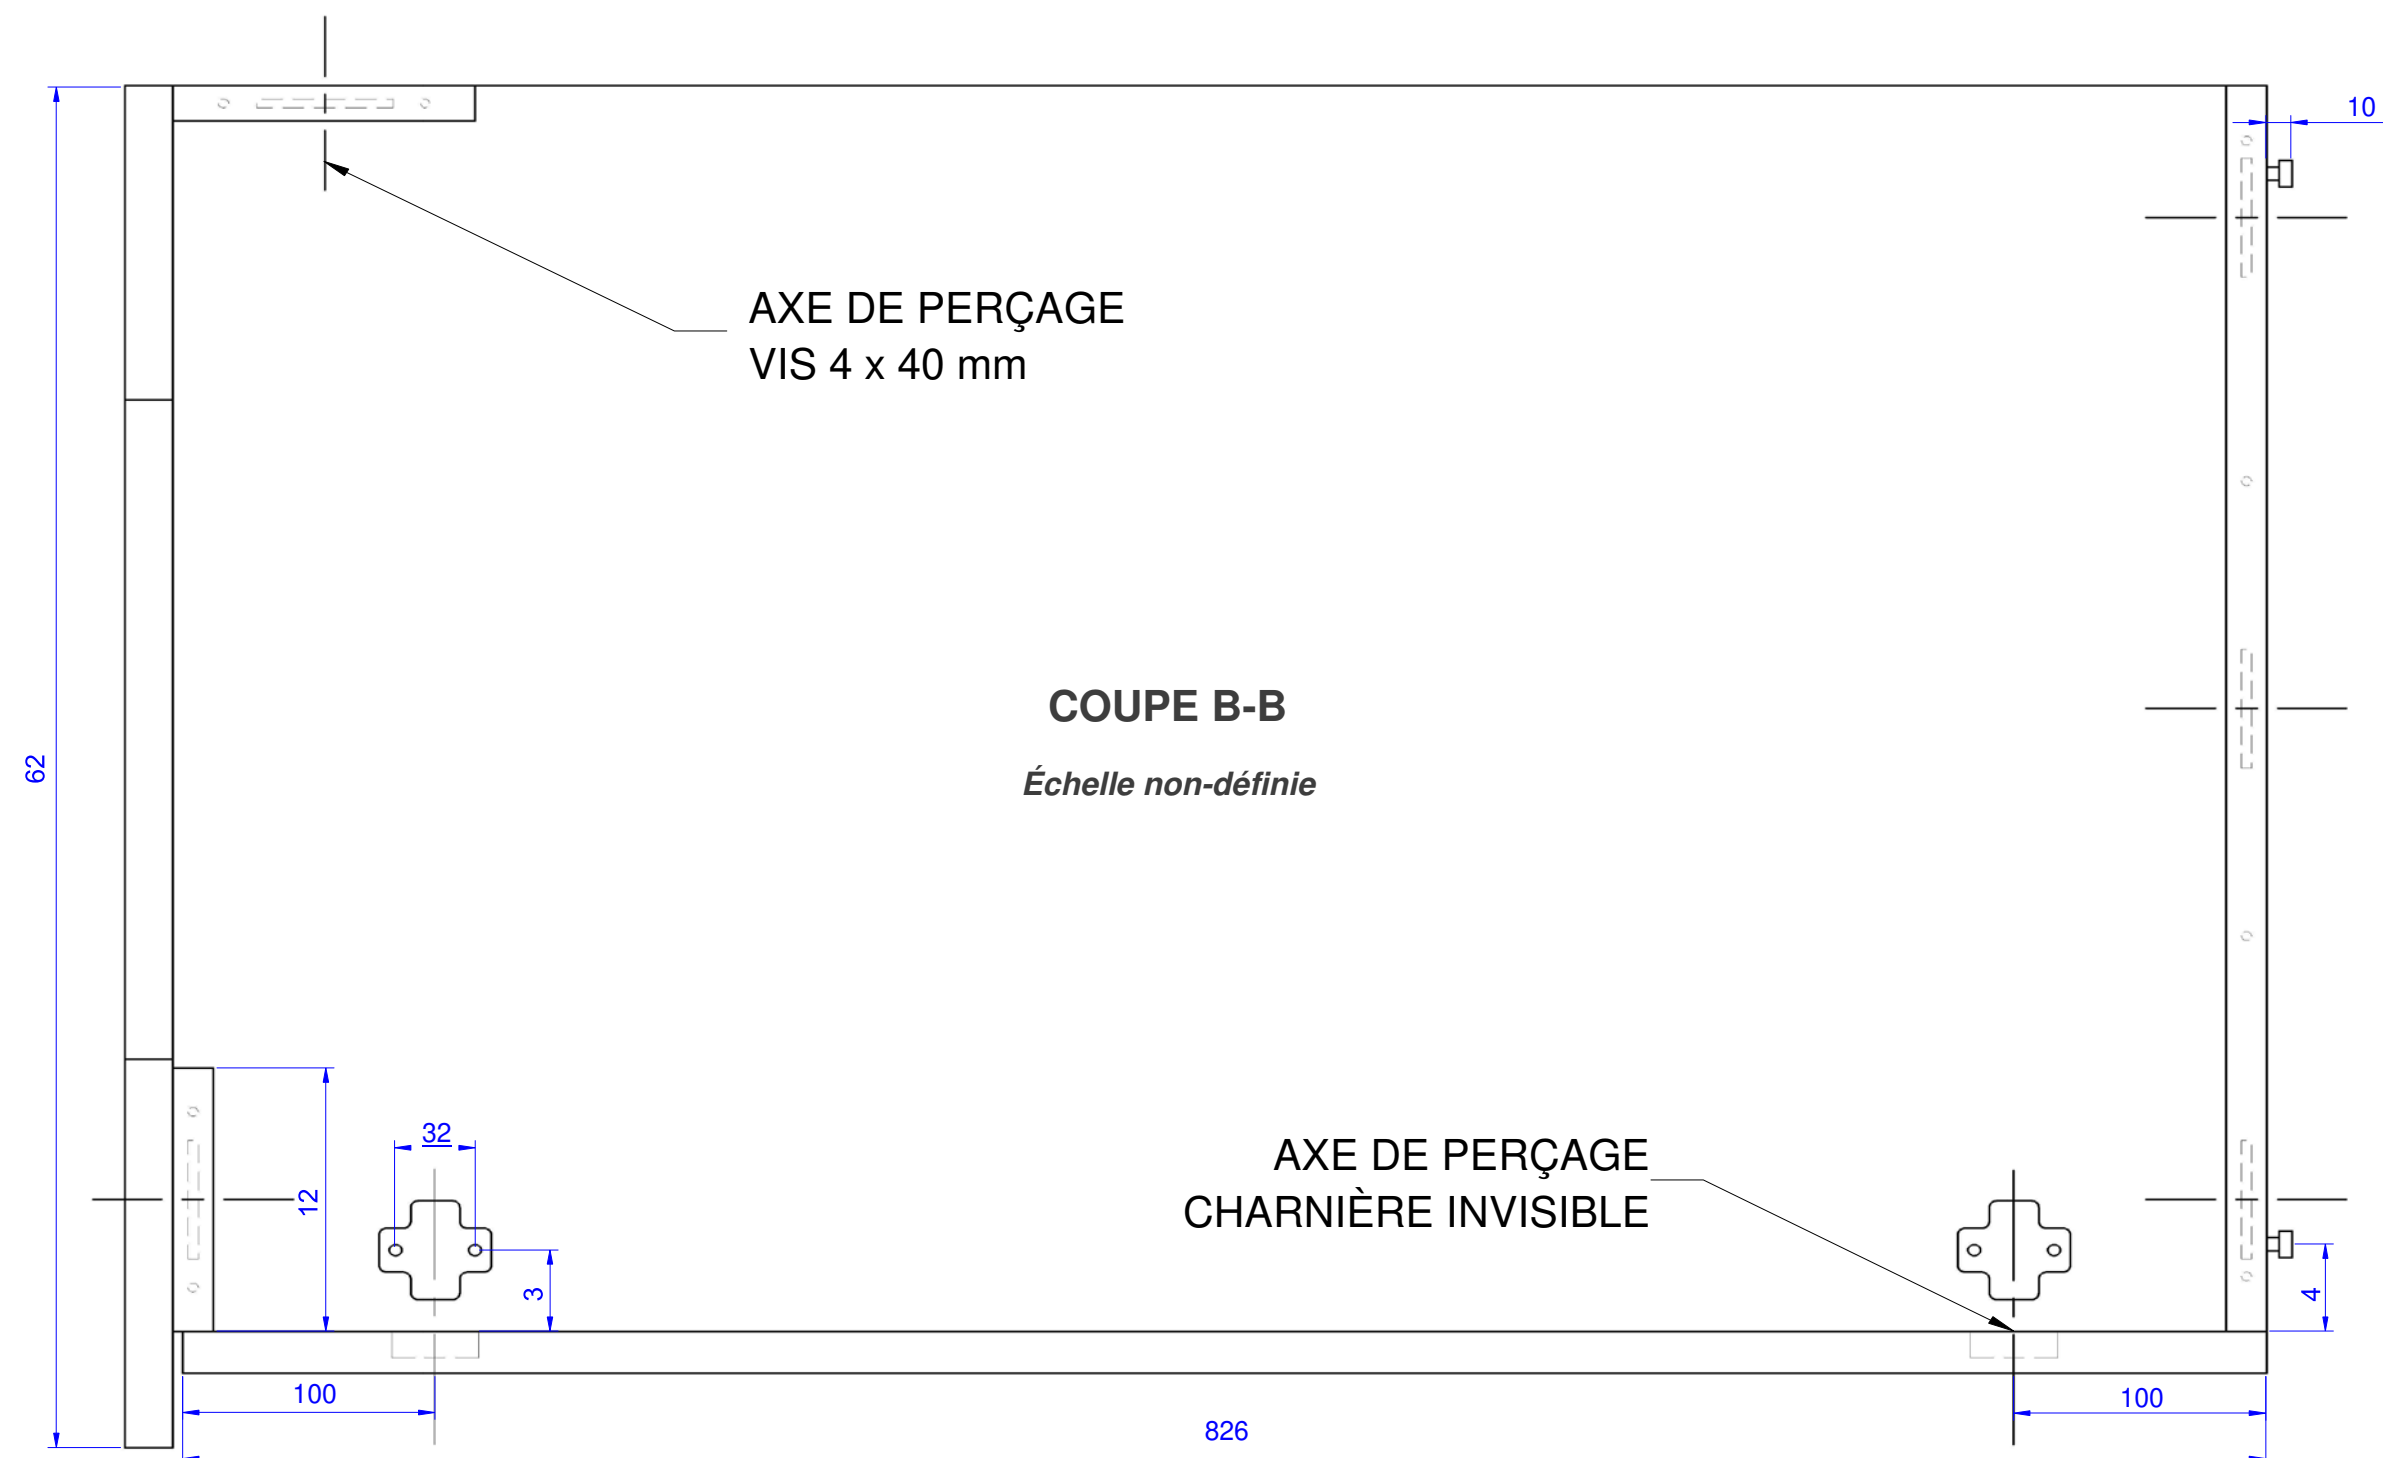 10
AXE DE PERÇAGE
VIS 4 x 40 mm
COUPE B-B
Échelle non-définie
62
32
AXE DE PERÇAGE
CHARNIÈRE INVISIBLE
12
3
4
100
100
826